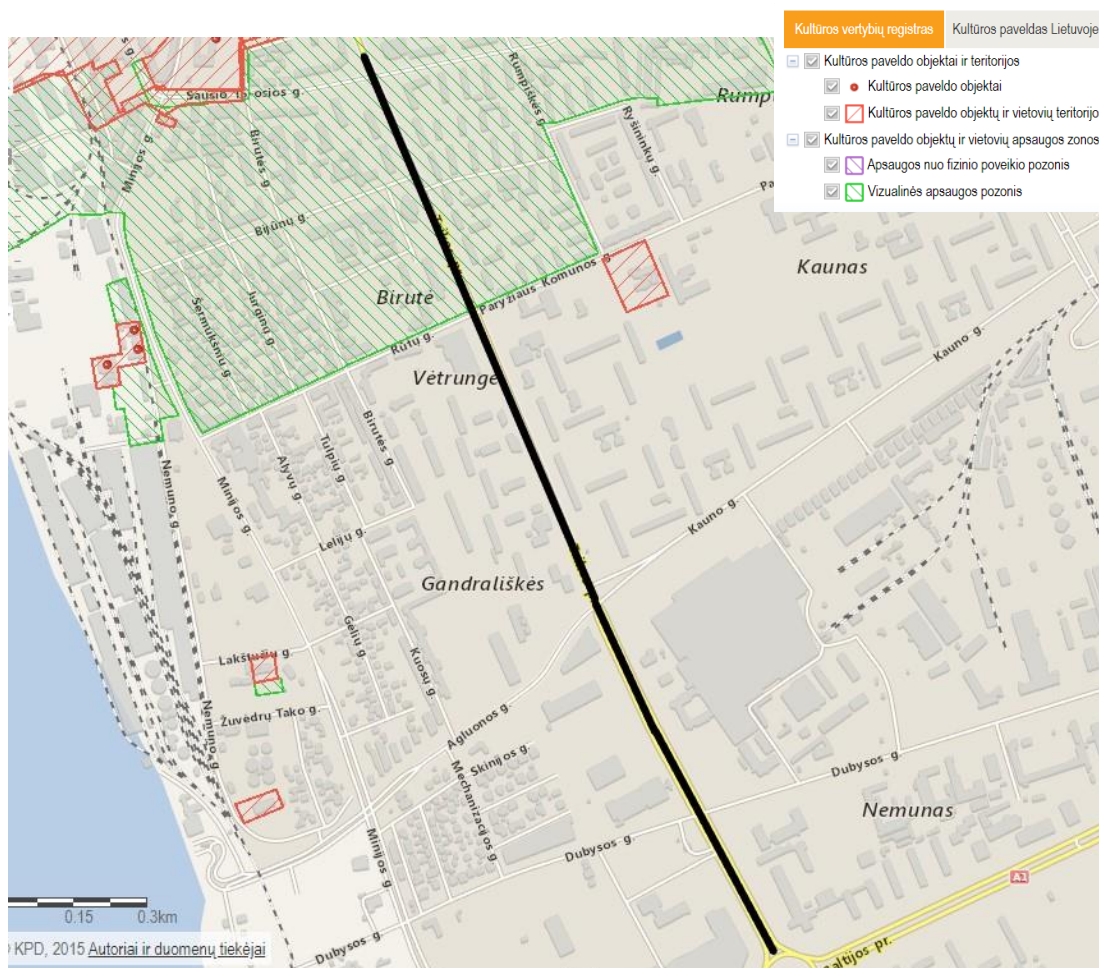 Kultūros vertybių registras
Kultūros paveldas Lietuvoje
Kultūros paveldo objektai ir teritorijos
Kultūros paveldo objektai
Kultūros paveldo objektų ir vietovių teritorijo
Kultūros paveldo objektų ir vietovių apsaugos zonos
Apsaugos nuo fizinio poveikio pozonis
Vizualinės apsaugos pozonis
Rumpiškės g.
Rump
Ryšininkų g.
Mingos g.
Birutės g.
Bijūnų g.
Pa
Kaunas
Paryžiaus Komunos g.
Birutė
Šermukšnių g.
Jurginų g.
Rūtų g.
Kauno g.
Vėtrungė
Birutės g.
Tulpių g.
Alyvų g.
Nemuno g.
Minijos g.
Lelijų g.
Kauno g.
Gandrališkės
Gėlių g.
Kuosų g.
Lakštučių g.
Žuvėdrų Tako g.
Nemuno g.
Agluonos g.
Skinijos g.
Mechanizacijos g.
Dubysos g.
Nemunas
Minijos g.
Dubysos g.
A1
Baltijos pr.
Dubysos g.
0.15
0.3km
KPD, 2015 Autoriai ir duomenų tiekėjai